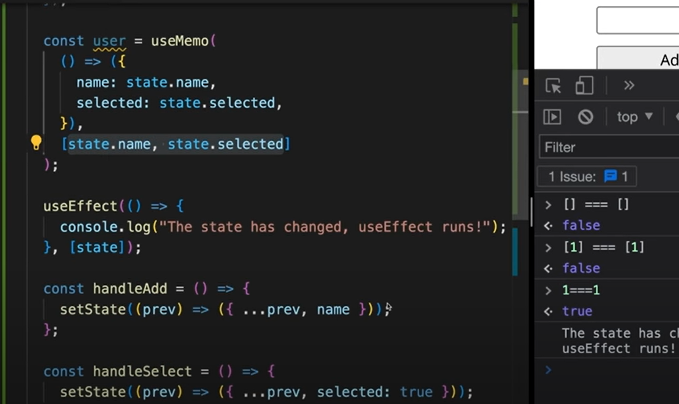 });
const user = useMemo(
() => ({
name: state.name,
selected: state.selected,
}),
[state.name, state.selected]
);
useEffect(() => {
console.log("The state has changed, useEffect runs!");
}, [state]);
const handleAdd = () => {
setState((prev) => ({ ...prev, name }));
};
const handleSelect = () => {
setState((prev) => ({ ...prev, selected: true }));
Ad
top
Filter
1 Issue: 1
> [] === []
false
> [1] === [1]
false
> 1===1
true
The state has ch
useEffect runs!
>